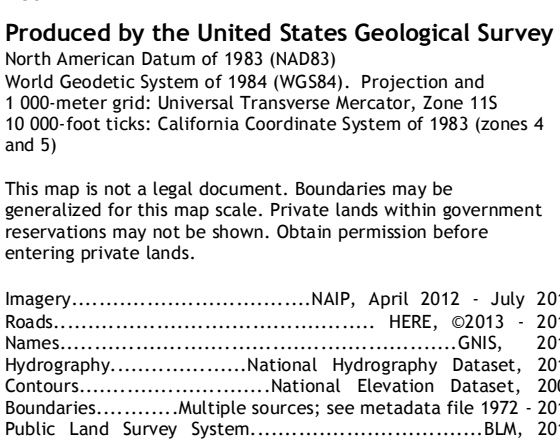 Produced by the United States Geological Survey
North American Datum of 1983 (NAD83)
World Geodetic System of 1984 (WGS84). Projection and
1 000-meter grid: Universal Transverse Mercator, Zone 11S
10 000-foot ticks: California Coordinate System of 1983 (zones 4
and 5)
This map is not a legal document. Boundaries may be
generalized for this map scale. Private lands within government
reservations may not be shown. Obtain permission before
entering private lands.
Imagery..................................NAIP, April 2012 - July
Roads.............................................. HERE, ©2013 -
Names.........................................................GNIS,
Hydrography...................National Hydrography Dataset,
Contours...........................National Elevation Dataset,
Boundaries............Multiple sources; see metadata file 1972 -
Public Land Survey System.................................BLM,